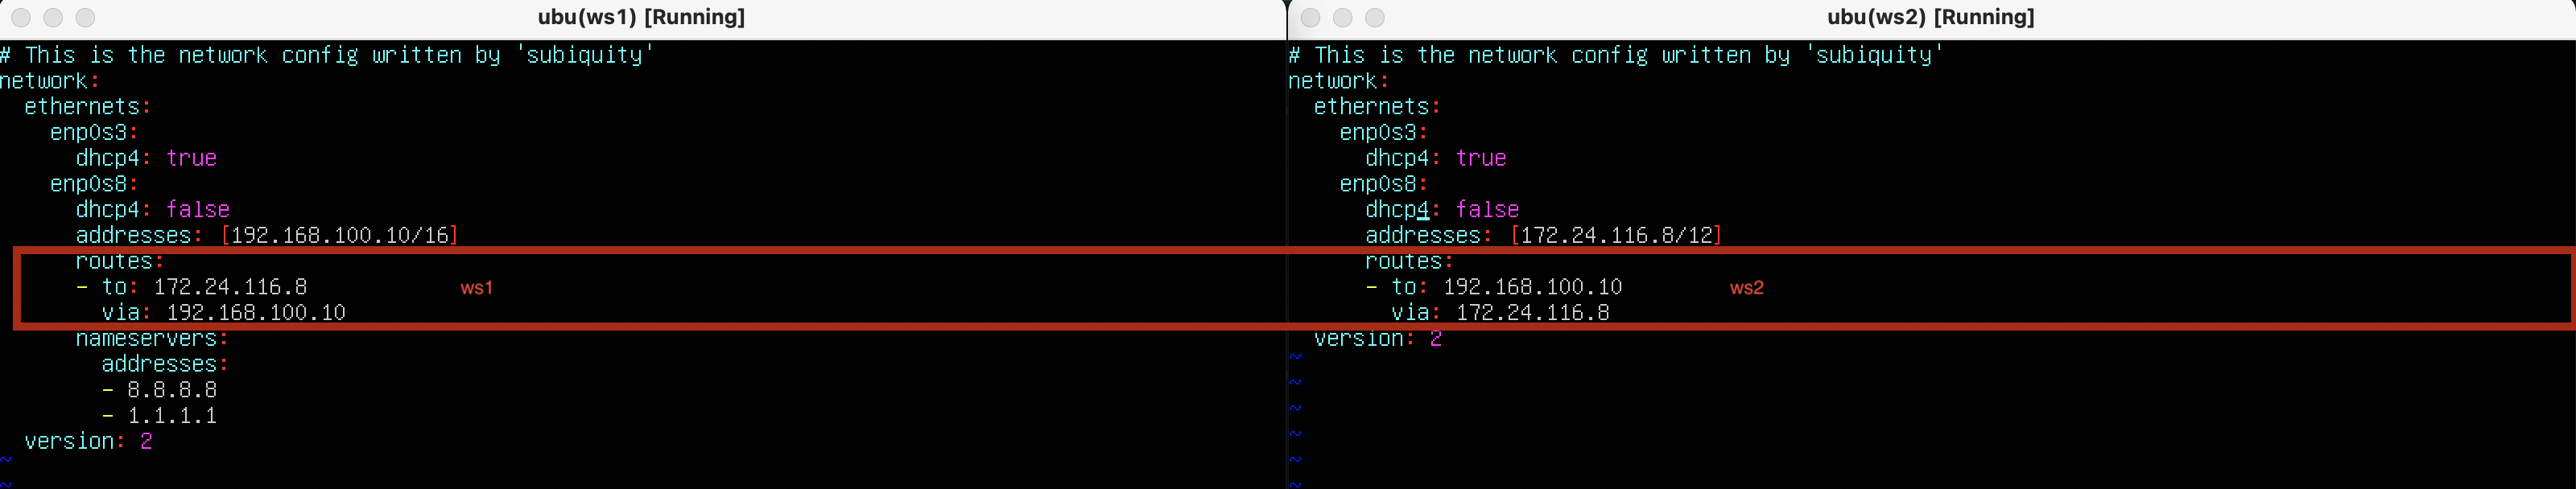 ubu(ws1) [Running]
# This is the network config written by 'subiquity'
network:
  ethernets:
    enp0s3:
      dhcp4: true
    enp0s8:
      dhcp4: false
      addresses: [192.168.100.10/16]
      routes:
      - to: 172.24.116.8 ws1
        via: 192.168.100.10
      nameservers:
        addresses:
        - 8.8.8.8
        - 1.1.1.1
  version: 2
~
~
ubu(ws2) [Running]
# This is the network config written by 'subiquity'
network:
  ethernets:
    enp0s3:
      dhcp4: true
    enp0s8:
      dhcp4: false
      addresses: [172.24.116.8/12]
      routes:
      - to: 192.168.100.10 ws2
        via: 172.24.116.8
  version: 2
~
~
~
~
~
~